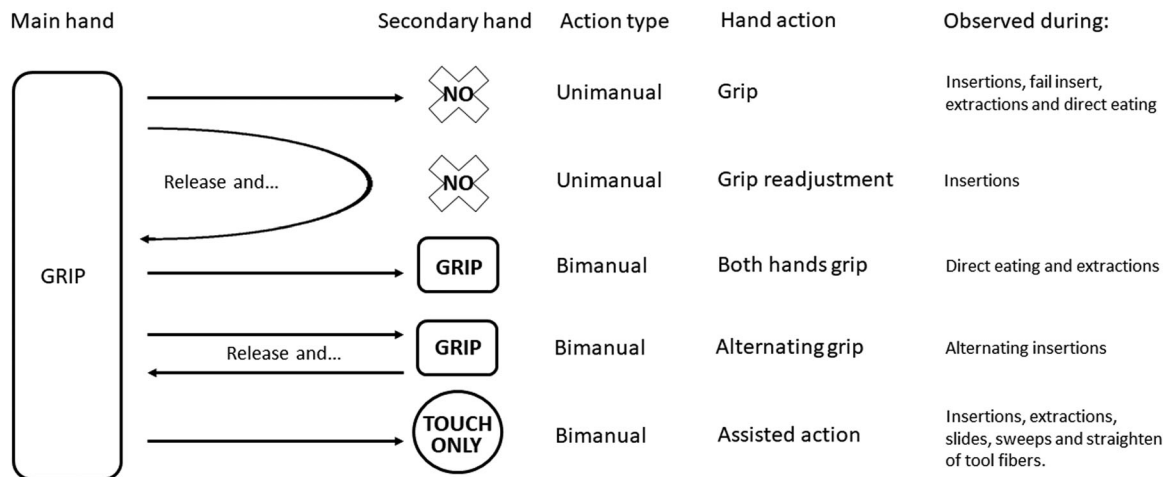 Main hand Secondary hand Action type Hand action Observed during:
NO Unimanual Grip Insertions, fail insert,
extractions and direct eating
Release and... NO Unimanual Grip readjustment Insertions
GRIP GRIP Bimanual Both hands grip Direct eating and extractions
Release and... GRIP Bimanual Alternating grip Alternating insertions
TOUCH
ONLY Bimanual Assisted action Insertions, extractions,
slides, sweeps and straighten
of tool fibers.